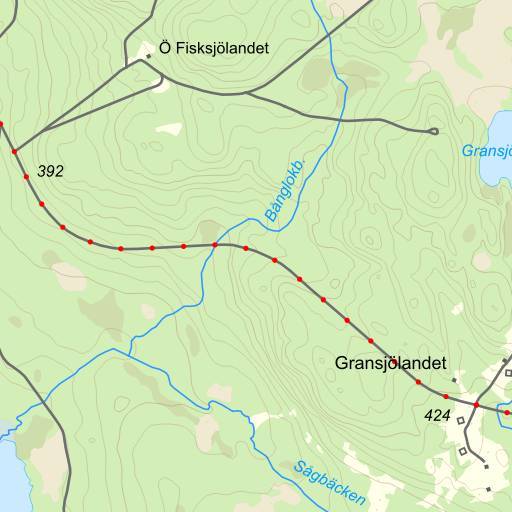 Ö Fisksjölandet
Gransjö
392
Bånglokb.
Gransjölandet
424
Sågbäcken